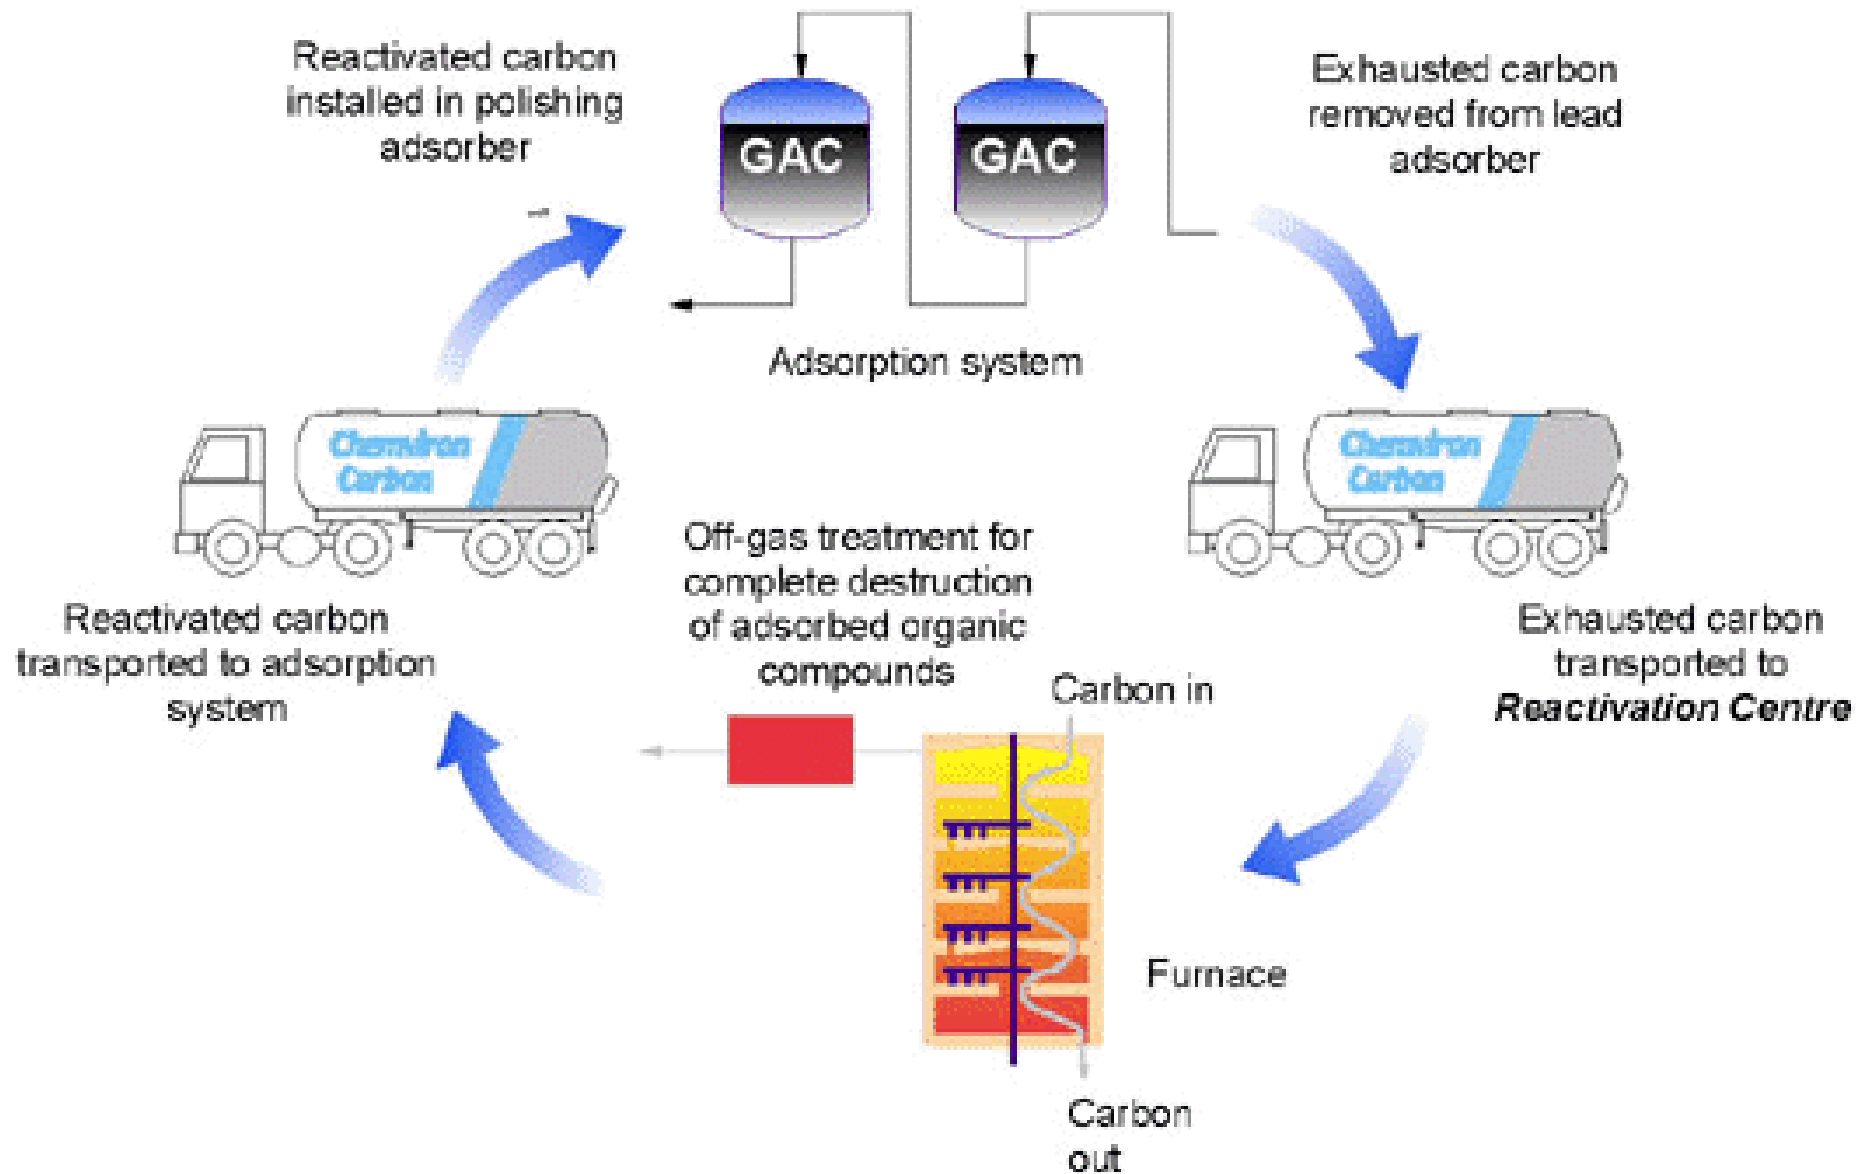 Reactivated carbon
installed in polishing
adsorber
GAC
GAC
Exhausted carbon
removed from lead
adsorber
Adsorption system
Chemviron
Carbon
Chemviron
Carbon
Reactivated carbon
transported to adsorption
system
Off-gas treatment for
complete destruction
of adsorbed organic
compounds
Exhausted carbon
transported to
Reactivation Centre
Carbon in
Furnace
Carbon
out